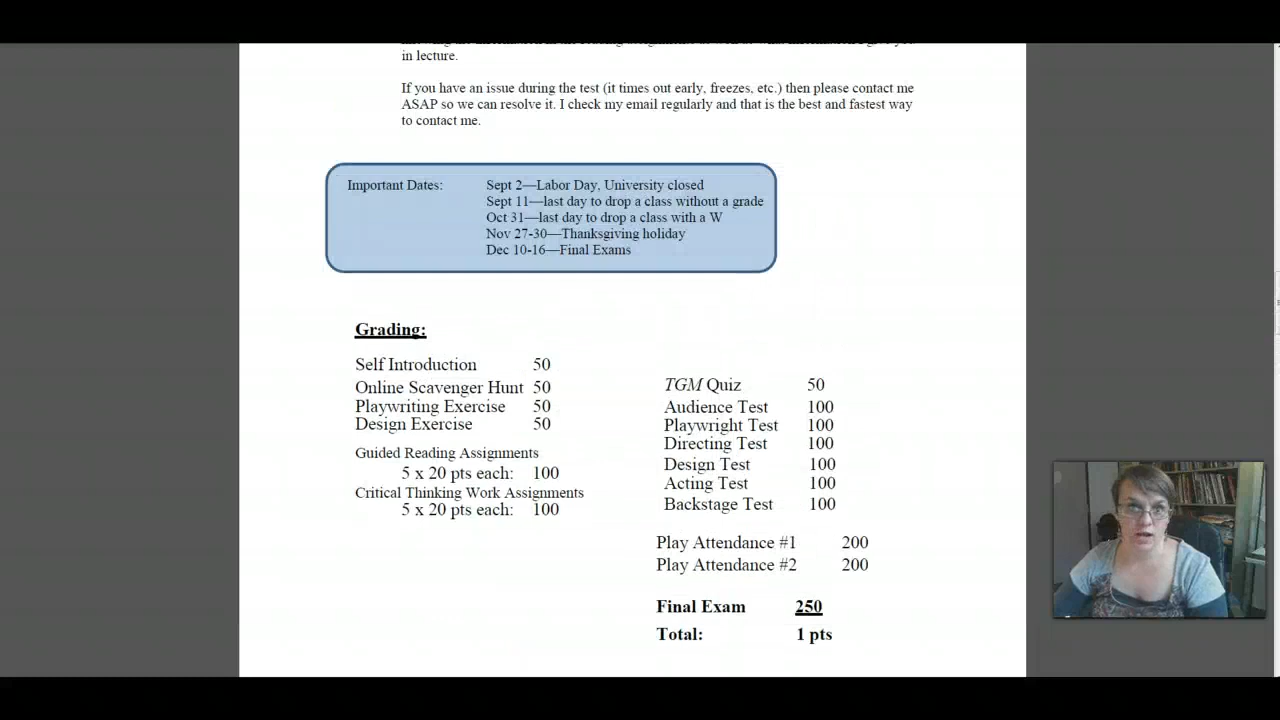 in lecture.
If you have an issue during the test (it times out early, freezes, etc.) then please contact me
ASAP so we can resolve it. I check my email regularly and that is the best and fastest way
to contact me.
Important Dates: Sept 2—Labor Day, University closed
Sept 11—last day to drop a class without a grade
Oct 31—last day to drop a class with a W
Nov 27-30—Thanksgiving holiday
Dec 10-16—Final Exams
Grading:
Self Introduction 50
Online Scavenger Hunt 50
Playwriting Exercise 50
Design Exercise 50
Guided Reading Assignments
5 x 20 pts each: 100
Critical Thinking Work Assignments
5 x 20 pts each: 100
TGM Quiz 50
Audience Test 100
Playwright Test 100
Directing Test 100
Design Test 100
Acting Test 100
Backstage Test 100
Play Attendance #1 200
Play Attendance #2 200
Final Exam 250
Total: 1 pts